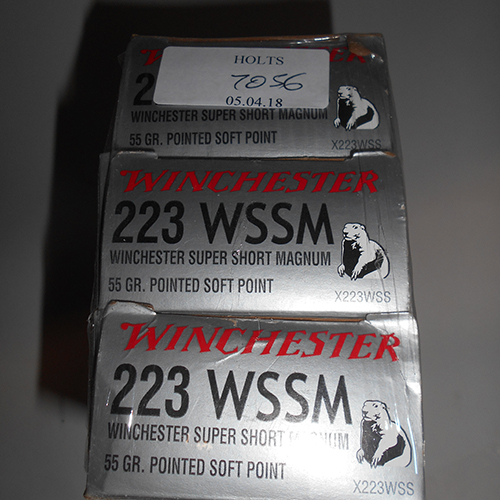 WINCHESTER
HOLTS
7056
05.04.18
2
WINCHESTER SUPER SHORT MAGNUM
55 GR. POINTED SOFT POINT
X223WSS
WINCHESTER
223 WSSM
WINCHESTER SUPER SHORT MAGNUM
55 GR. POINTED SOFT POINT
X223WSS
WINCHESTER
223 WSSM
WINCHESTER SUPER SHORT MAGNUM
55 GR. POINTED SOFT POINT
X223WSS